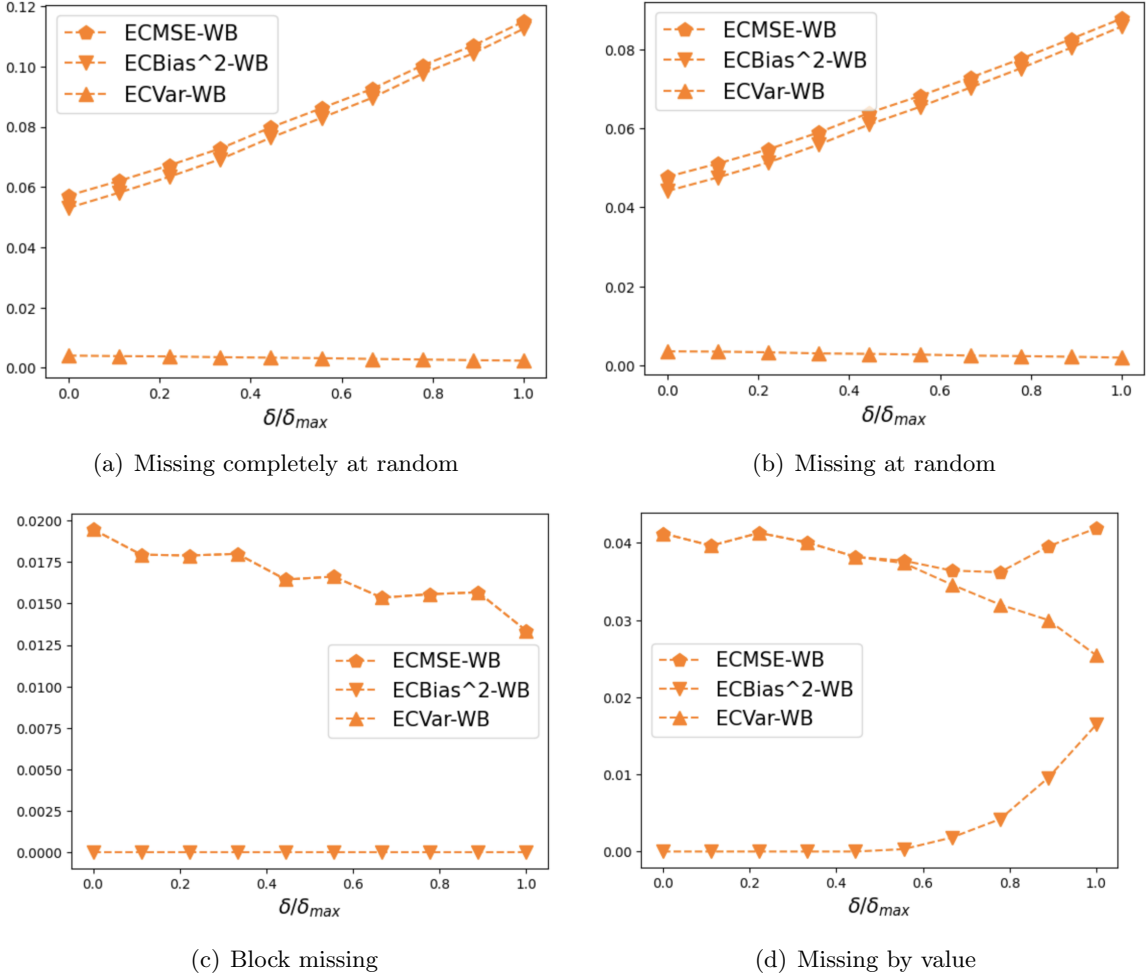 0.12
0.10
0.08
0.06
0.04
0.02
0.00
ECMSE-WB
ECBias^2-WB
ECVar-WB
0.0 0.2 0.4 0.6 0.8 1.0
δ/δmax
(a) Missing completely at random
0.08
0.06
0.04
0.02
0.00
ECMSE-WB
ECBias^2-WB
ECVar-WB
0.0 0.2 0.4 0.6 0.8 1.0
δ/δmax
(b) Missing at random
0.0200
0.0175
0.0150
0.0125
0.0100
0.0075
0.0050
0.0025
0.0000
ECMSE-WB
ECBias^2-WB
ECVar-WB
0.0 0.2 0.4 0.6 0.8 1.0
δ/δmax
(c) Block missing
0.04
0.03
0.02
0.01
0.00
ECMSE-WB
ECBias^2-WB
ECVar-WB
0.0 0.2 0.4 0.6 0.8 1.0
δ/δmax
(d) Missing by value